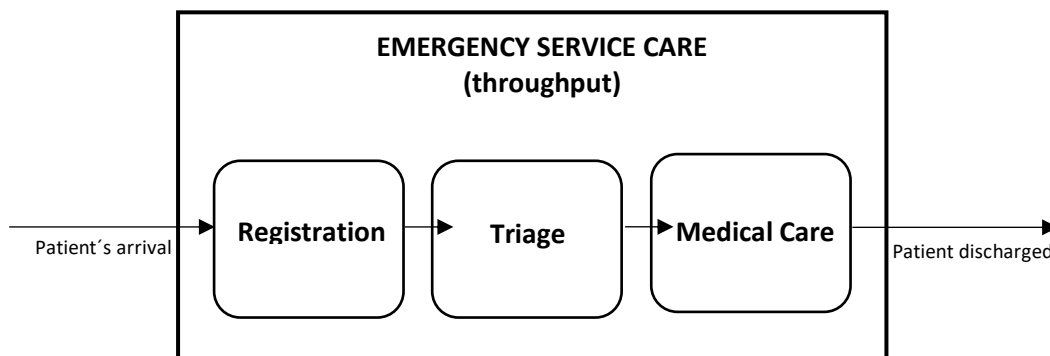 EMERGENCY SERVICE CARE
(throughput)
Registration
Triage
Medical Care
Patient´s arrival
Patient discharged